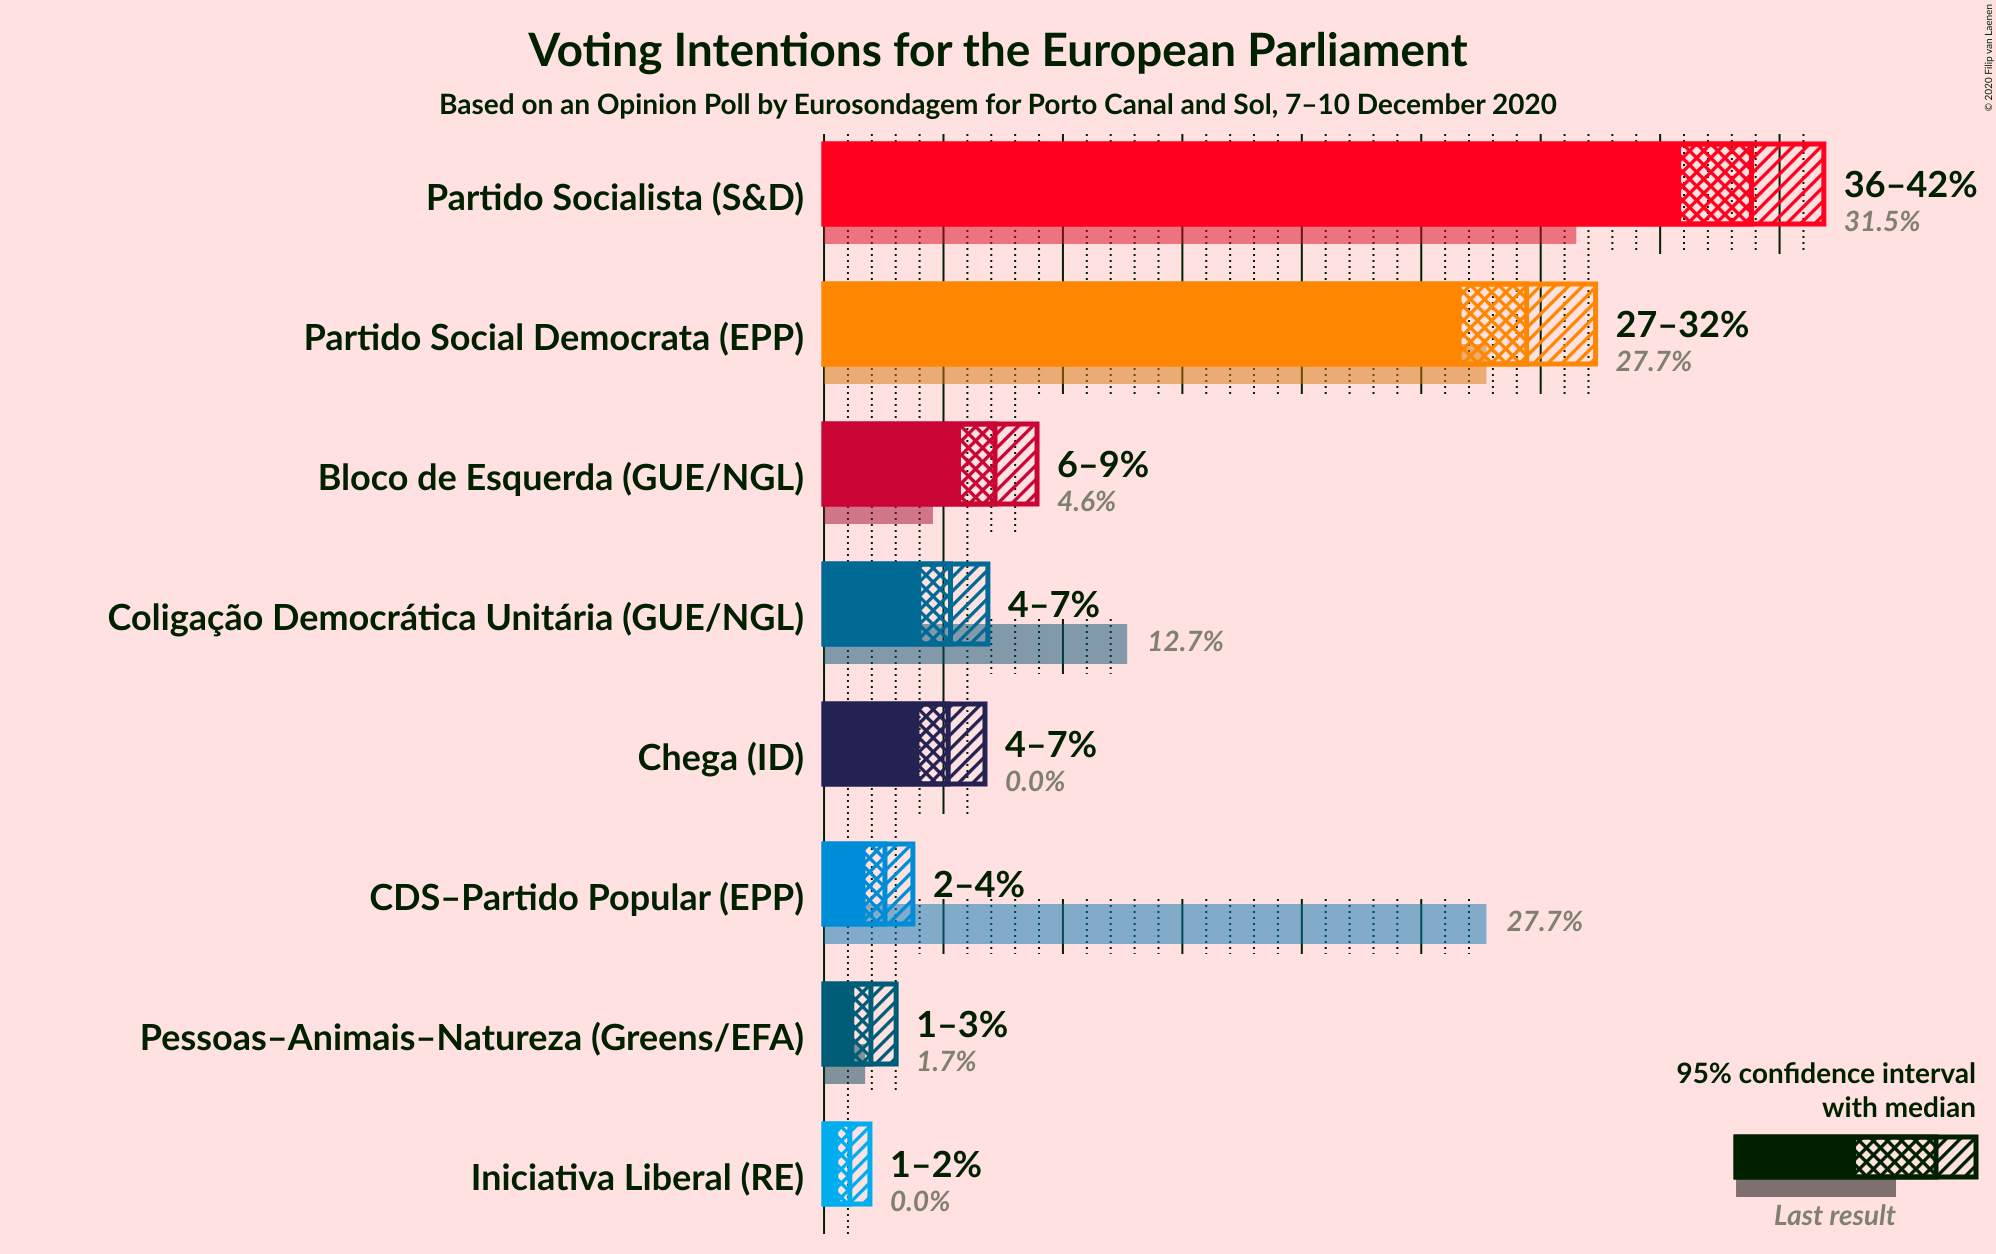 Voting Intentions for the European Parliament
Based on an Opinion Poll by Eurosondagem for Porto Canal and Sol, 7–10 December 2020
© 2020 Filip van Laenen
Partido Socialista (S&D)
36–42%
31.5%
Partido Social Democrata (EPP)
27–32%
27.7%
Bloco de Esquerda (GUE/NGL)
6–9%
4.6%
Coligação Democrática Unitária (GUE/NGL)
4–7%
12.7%
Chega (ID)
4–7%
0.0%
CDS–Partido Popular (EPP)
2–4%
27.7%
Pessoas–Animais–Natureza (Greens/EFA)
1–3%
1.7%
Iniciativa Liberal (RE)
1–2%
0.0%
95% confidence interval
with median
Last result